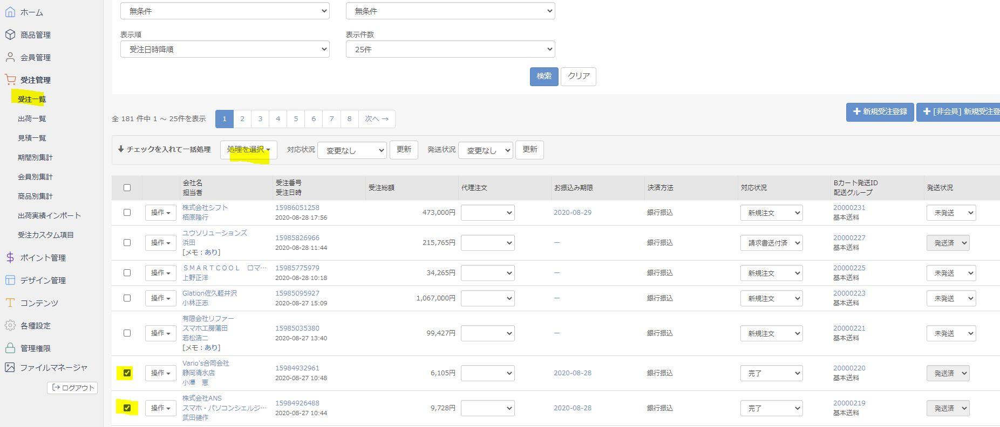 ホーム
商品管理
会員管理
受注管理
受注一覧
出荷一覧
見積一覧
期間別集計
会員別集計
商品別集計
出荷実績インポート
受注カスタム項目
ポイント管理
デザイン管理
コンテンツ
各種設定
管理権限
ファイルマネージャ
ログアウト
無条件 無条件
表示順 表示件数
受注日時降順 25件
検索 クリア
全 181 件中 1 ～ 25件を表示 1 2 3 4 5 6 7 8 次へ → 新規受注登録 [非会員] 新規受注登
チェックを入れて一括処理 処理を選択 対応状況 変更なし 更新 発送状況 変更なし 更新
会社名 担当者 受注番号 受注日時 受注総額 代理注文 お振込み期限 決済方法 対応状況 Bカート発送ID 配送グループ 発送状況
操作 株式会社シフト 15986051258 473,000円 2020-08-29 銀行振込 新規注文 20000231 未発送
栢原隆行 2020-08-28 17:56 基本送料
操作 ユウソリューションズ 15985826966 215,765円 ー 銀行振込 請求書送付済 20000227 発送済
浜田 2020-08-28 11:44 基本送料
[メモ：あり]
操作 ＳＭＡＲＴＣＯＯＬ　ロマ… 15985775979 34,265円 ー 銀行振込 新規注文 20000225 未発送
上野正洋 2020-08-28 10:18 基本送料
操作 Glation佐久軽井沢 15985095927 1,067,000円 ー 銀行振込 新規注文 20000223 未発送
小林正志 2020-08-27 15:09 基本送料
操作 有限会社リファー 15985035380 99,427円 ー 銀行振込 新規注文 20000221 未発送
スマホ工房蒲田 2020-08-27 13:40 基本送料
若松浩二
[メモ：あり]
操作 Vario's合同会社 15984932961 6,105円 2020-08-28 銀行振込 完了 20000220 発送済
静岡清水店 2020-08-27 10:48 基本送料
小澤　恵
操作 株式会社ANS 15984926488 9,728円 2020-08-28 銀行振込 完了 20000219 発送済
スマホ・パソコンシェルジ… 2020-08-27 10:44 基本送料
武田健作